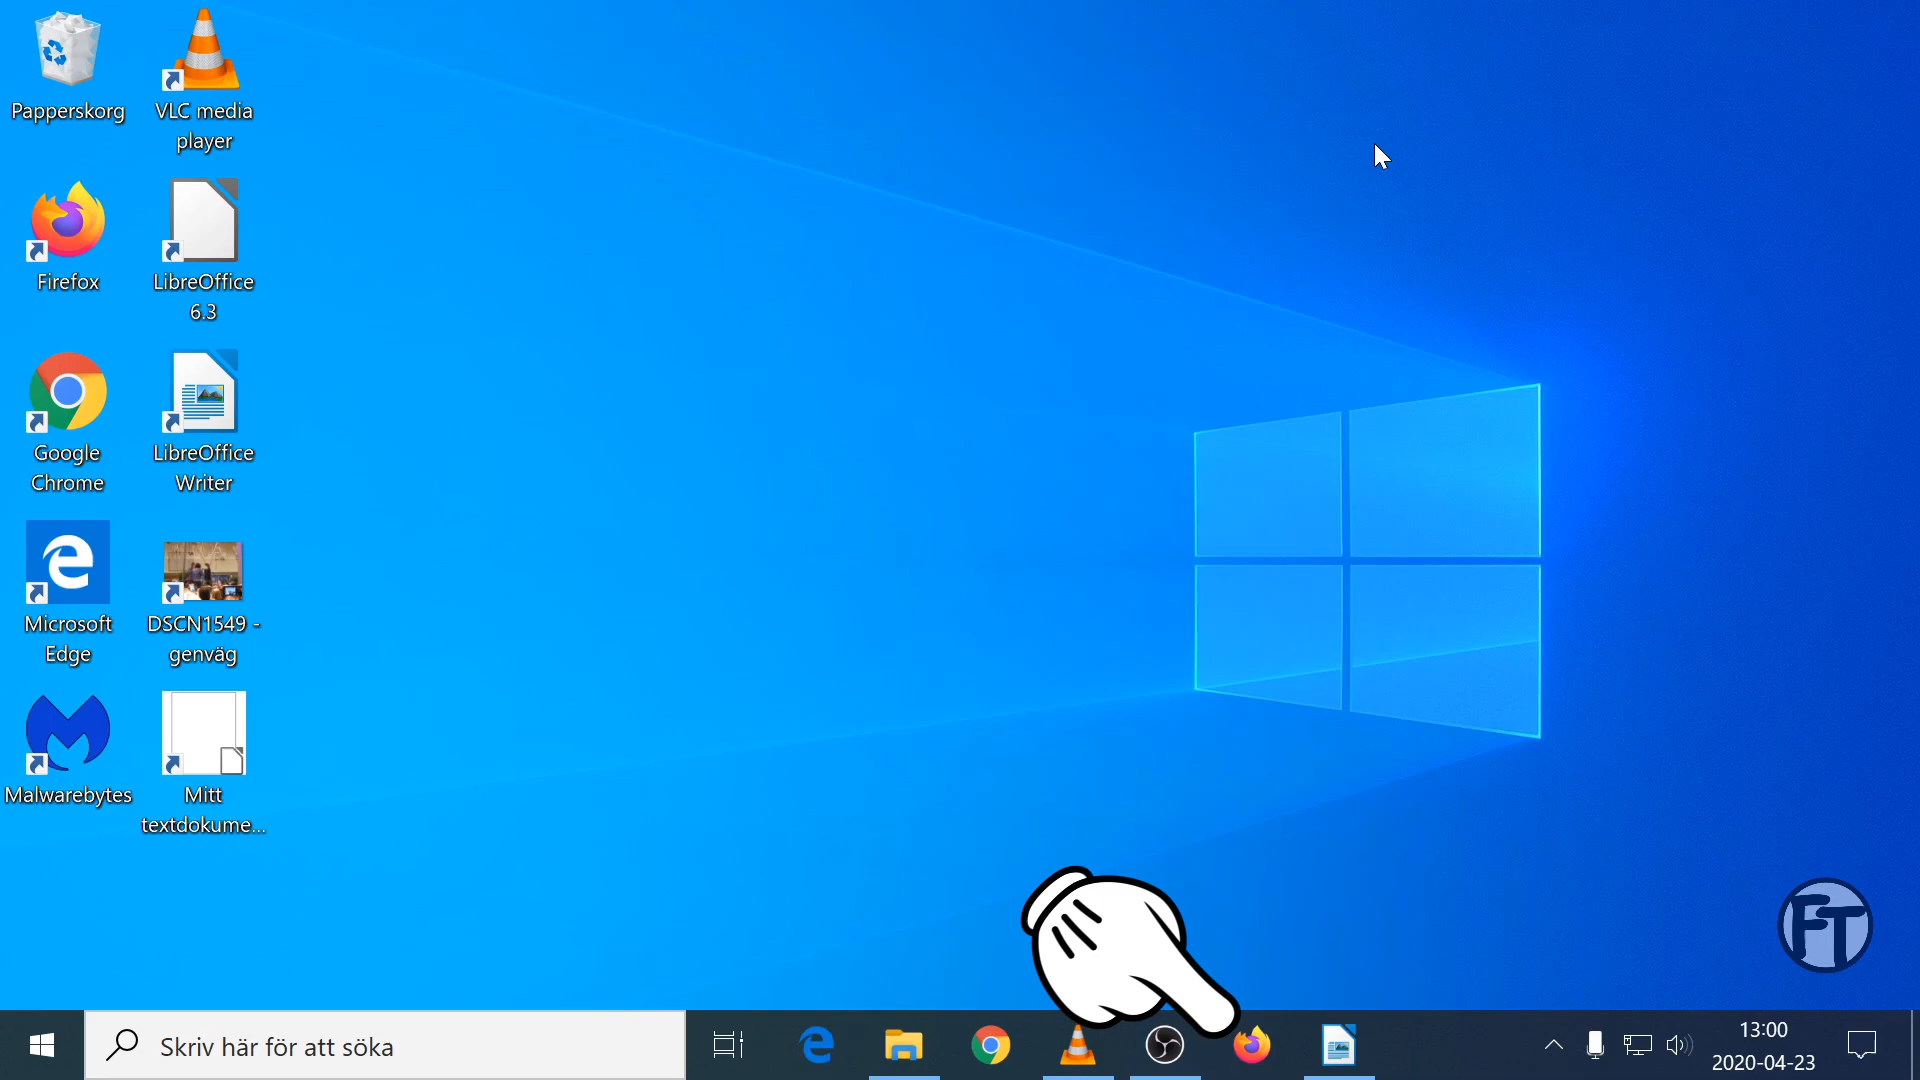 Papperskorg
VLC media
player
Firefox
LibreOffice
6.3
Google
Chrome
LibreOffice
Writer
Microsoft
Edge
DSCN1549 -
genväg
Malwarebytes
Mitt
textdokume...
FT
Skriv här för att söka
13:00
2020-04-23